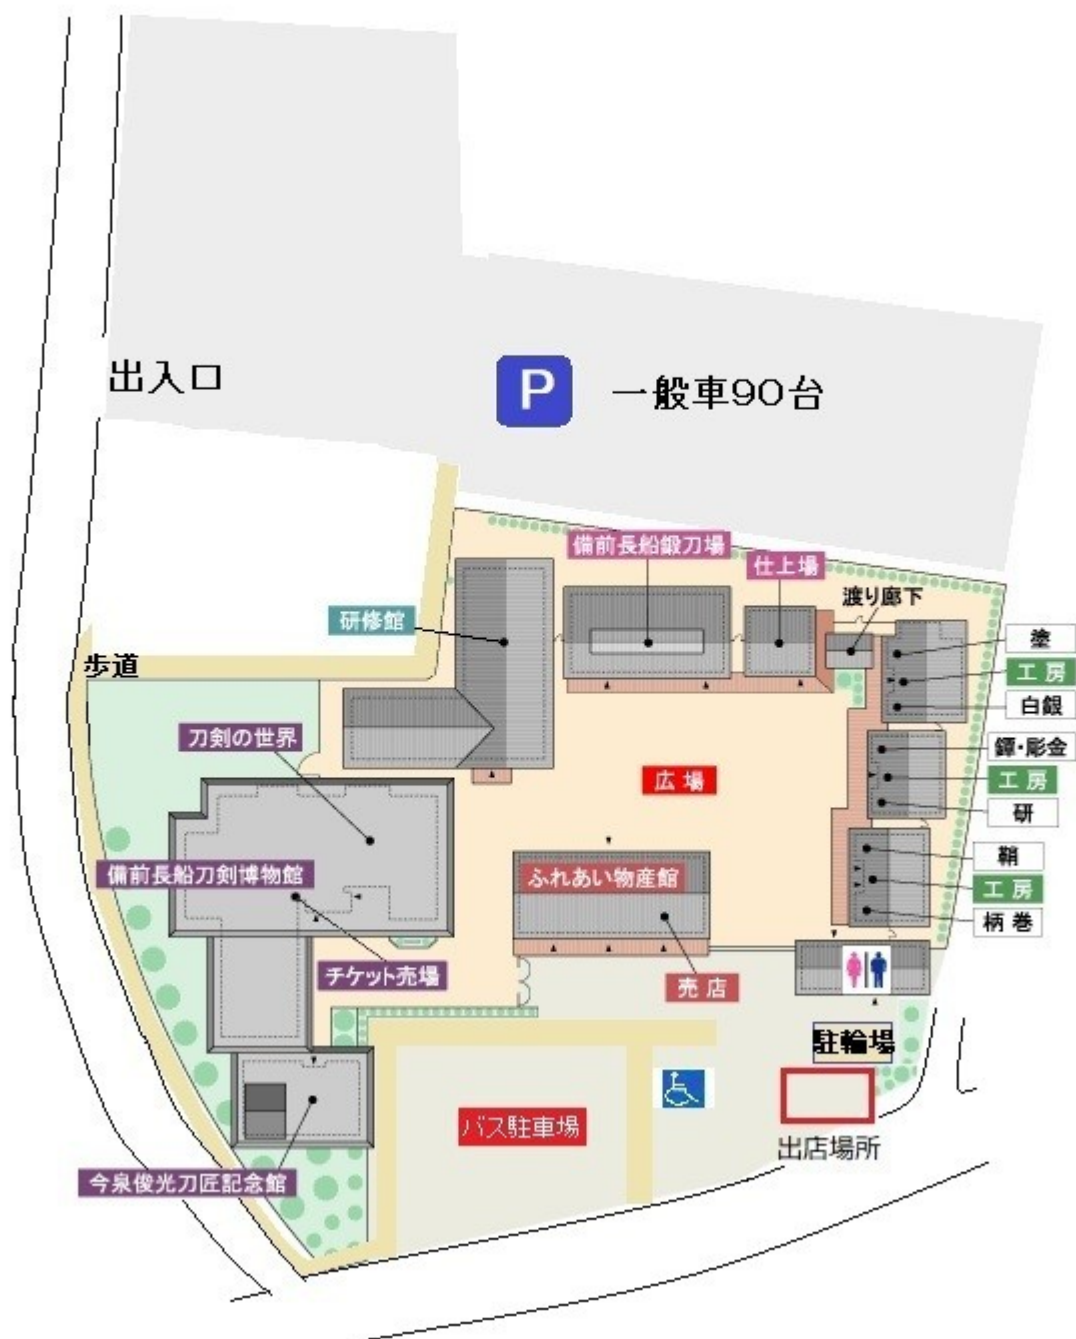 出入口
P
一般車90台
備前長船鍛刀場
仕上場
渡り廊下
研修館
塗
工房
白銀
歩道
刀剣の世界
広場
鐔・彫金
工房
研
備前長船刀剣博物館
ふれあい物産館
鞘
工房
柄巻
チケット売場
売店
駐輪場
バス駐車場
出店場所
今泉俊光刀匠記念館